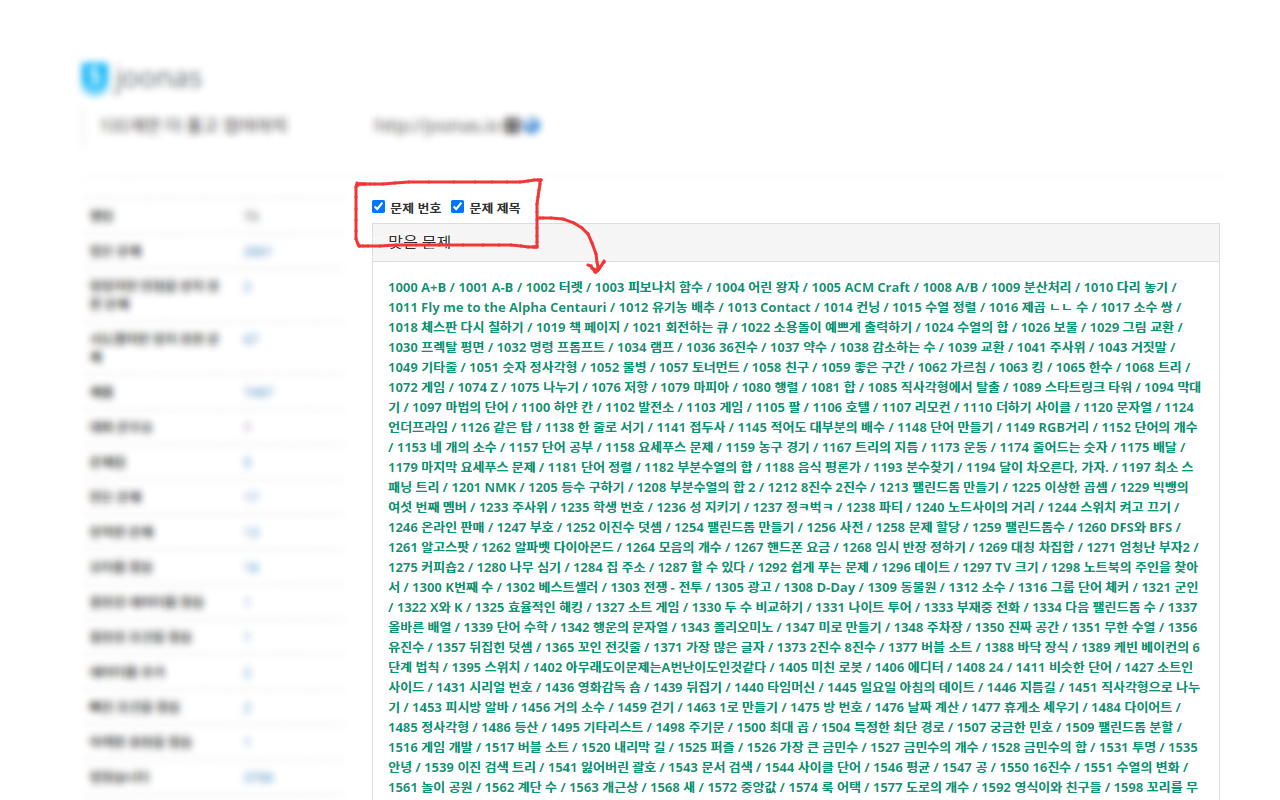 joonas
문제 번호 문제 제목
맞은 문제
1000 A+B / 1001 A-B / 1002 터렛 / 1003 피보나치 함수 / 1004 어린 왕자 / 1005 ACM Craft / 1008 A/B / 1009 분산처리 / 1010 다리 놓기 /
1011 Fly me to the Alpha Centauri / 1012 유기농 배추 / 1013 Contact / 1014 컨닝 / 1015 수열 정렬 / 1016 제곱 ㄴㄴ 수 / 1017 소수 쌍 /
1018 체스판 다시 칠하기 / 1019 책 페이지 / 1021 회전하는 큐 / 1022 소용돌이 예쁘게 출력하기 / 1024 수열의 합 / 1026 보물 / 1029 그림 교환 /
1030 프렉탈 평면 / 1032 명령 프롬프트 / 1034 램프 / 1036 36진수 / 1037 약수 / 1038 감소하는 수 / 1039 교환 / 1041 주사위 / 1043 거짓말 /
1049 기타줄 / 1051 숫자 정사각형 / 1052 물병 / 1057 토너먼트 / 1058 친구 / 1059 좋은 구간 / 1062 가르침 / 1063 킹 / 1065 한수 / 1068 트리 /
1072 게임 / 1074 Z / 1075 나누기 / 1076 저항 / 1079 마피아 / 1080 행렬 / 1081 합 / 1085 직사각형에서 탈출 / 1089 스타트링크 타워 / 1094 막대
기 / 1097 마법의 단어 / 1100 하얀 칸 / 1102 발전소 / 1103 게임 / 1105 팔 / 1106 호텔 / 1107 리모컨 / 1110 더하기 사이클 / 1120 문자열 / 1124
언더프라임 / 1126 같은 탑 / 1138 한 줄로 서기 / 1141 접두사 / 1145 적어도 대부분의 배수 / 1148 단어 만들기 / 1149 RGB거리 / 1152 단어의 개수
/ 1153 네 개의 소수 / 1157 단어 공부 / 1158 요세푸스 문제 / 1159 농구 경기 / 1167 트리의 지름 / 1173 운동 / 1174 줄어드는 숫자 / 1175 배달 /
1179 마지막 요세푸스 문제 / 1181 단어 정렬 / 1182 부분수열의 합 / 1188 음식 평론가 / 1193 분수찾기 / 1194 달이 차오른다, 가자. / 1197 최소 스
패닝 트리 / 1201 NMK / 1205 등수 구하기 / 1208 부분수열의 합 2 / 1212 8진수 2진수 / 1213 팰린드롬 만들기 / 1225 이상한 곱셈 / 1229 빅뱅의
여섯 번째 멤버 / 1233 주사위 / 1235 학생 번호 / 1236 성 지키기 / 1237 정ㅋ벅ㅋ / 1238 파티 / 1240 노드사이의 거리 / 1244 스위치 켜고 끄기 /
1246 온라인 판매 / 1247 부호 / 1252 이진수 덧셈 / 1254 팰린드롬 만들기 / 1256 사전 / 1258 문제 할당 / 1259 팰린드롬수 / 1260 DFS와 BFS /
1261 알고스팟 / 1262 알파벳 다이아몬드 / 1264 모음의 개수 / 1267 핸드폰 요금 / 1268 임시 반장 정하기 / 1269 대칭 차집합 / 1271 엄청난 부자2 /
1275 커피숍2 / 1280 나무 심기 / 1284 집 주소 / 1287 할 수 있다 / 1292 쉽게 푸는 문제 / 1296 데이트 / 1297 TV 크기 / 1298 노트북의 주인을 찾아
서 / 1300 K번째 수 / 1302 베스트셀러 / 1303 전쟁 - 전투 / 1305 광고 / 1308 D-Day / 1309 동물원 / 1312 소수 / 1316 그룹 단어 체커 / 1321 군인
/ 1322 X와 K / 1325 효율적인 해킹 / 1327 소트 게임 / 1330 두 수 비교하기 / 1331 나이트 투어 / 1333 부재중 전화 / 1334 다음 팰린드롬 수 / 1337
올바른 배열 / 1339 단어 수학 / 1342 행운의 문자열 / 1343 폴리오미노 / 1347 미로 만들기 / 1348 주차장 / 1350 진짜 공간 / 1351 무한 수열 / 1356
유진수 / 1357 뒤집힌 덧셈 / 1365 꼬인 전깃줄 / 1371 가장 많은 글자 / 1373 2진수 8진수 / 1377 버블 소트 / 1388 바닥 장식 / 1389 케빈 베이컨의 6
단계 법칙 / 1395 스위치 / 1402 아무래도이문제는A번난이도인것같다 / 1405 미친 로봇 / 1406 에디터 / 1408 24 / 1411 비슷한 단어 / 1427 소트인
사이드 / 1431 시리얼 번호 / 1436 영화감독 숌 / 1439 뒤집기 / 1440 타임머신 / 1445 일요일 아침의 데이트 / 1446 지름길 / 1451 직사각형으로 나누
기 / 1453 피시방 알바 / 1456 거의 소수 / 1459 걷기 / 1463 1로 만들기 / 1475 방 번호 / 1476 날짜 계산 / 1477 휴게소 세우기 / 1484 다이어트 /
1485 정사각형 / 1486 등산 / 1495 기타리스트 / 1498 주기문 / 1500 최대 곱 / 1504 특정한 최단 경로 / 1507 궁금한 민호 / 1509 팰린드롬 분할 /
1516 게임 개발 / 1517 버블 소트 / 1520 내리막 길 / 1525 퍼즐 / 1526 가장 큰 금민수 / 1527 금민수의 개수 / 1528 금민수의 합 / 1531 투명 / 1535
안녕 / 1539 이진 검색 트리 / 1541 잃어버린 괄호 / 1543 문서 검색 / 1544 사이클 단어 / 1546 평균 / 1547 공 / 1550 16진수 / 1551 수열의 변화 /
1561 놀이 공원 / 1562 계단 수 / 1563 개근상 / 1568 새 / 1572 중앙값 / 1574 룩 어택 / 1577 도로의 개수 / 1592 영식이와 친구들 / 1598 꼬리를 무